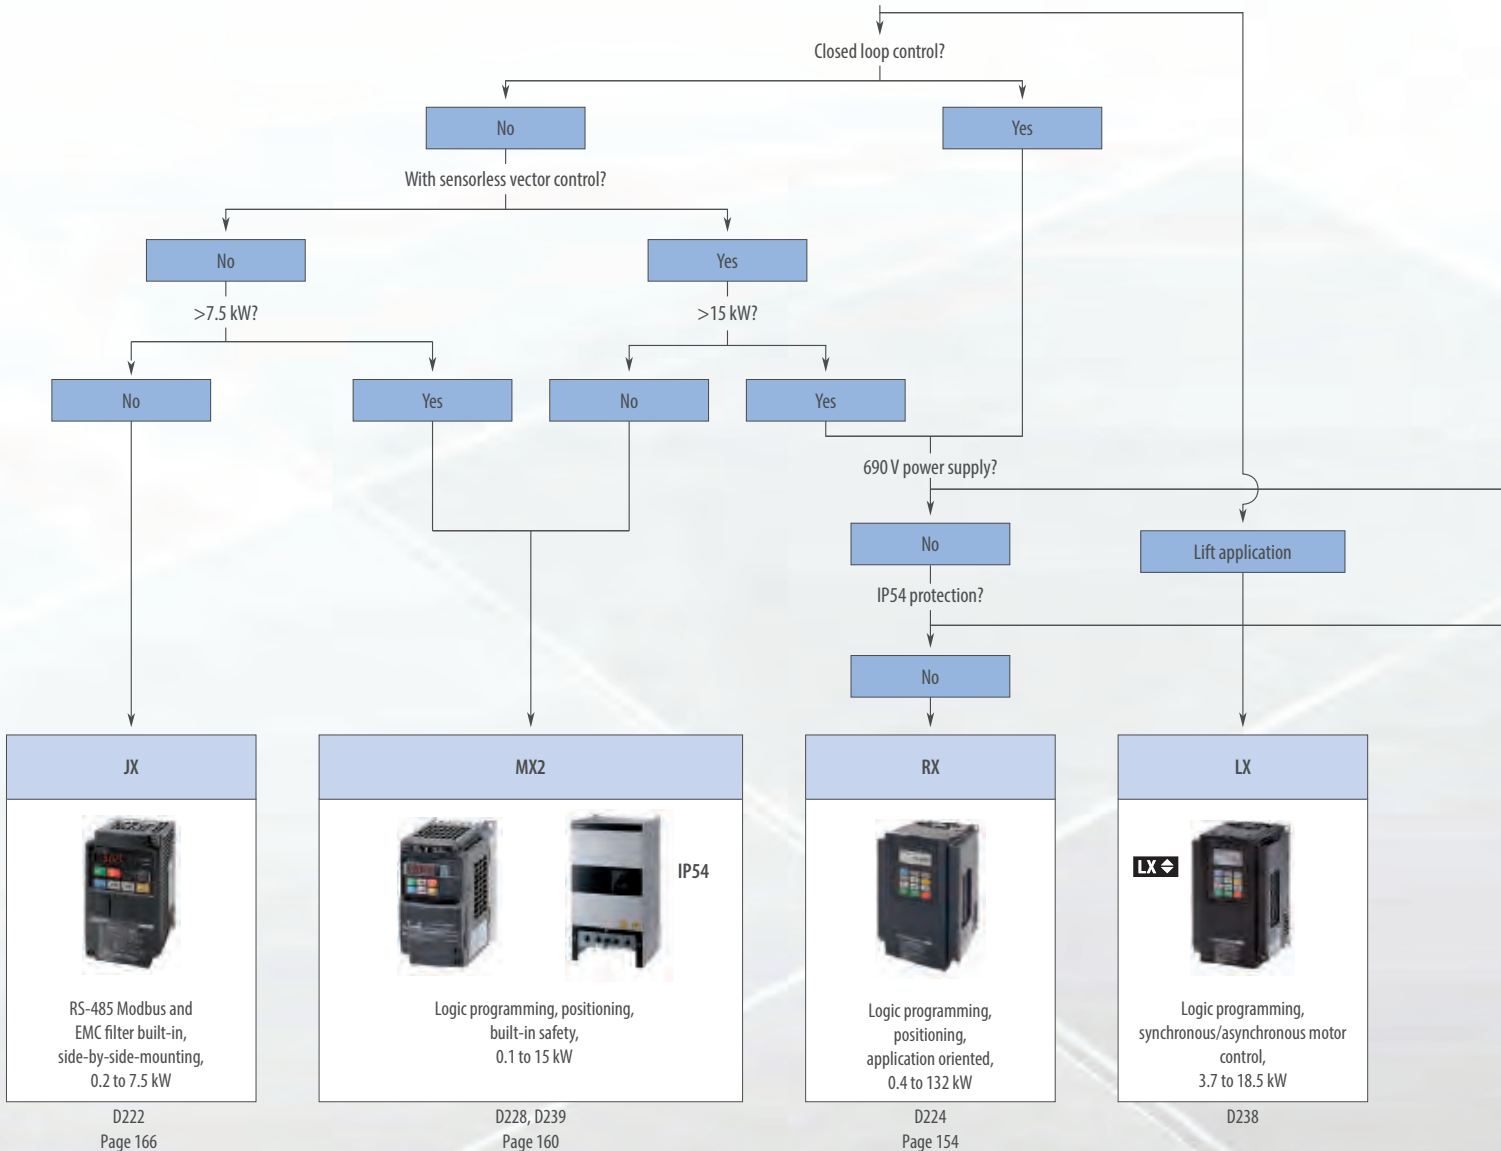 Closed loop control?
No
Yes
With sensorless vector control?
No
Yes
>7.5 kW?
>15 kW?
No
Yes
No
Yes
690 V power supply?
No
Lift application
IP54 protection?
No
JX
RS-485 Modbus and
EMC filter built-in,
side-by-side-mounting,
0.2 to 7.5 kW
D222
Page 166
MX2
IP54
Logic programming, positioning,
built-in safety,
0.1 to 15 kW
D228, D239
Page 160
RX
Logic programming,
positioning,
application oriented,
0.4 to 132 kW
D224
Page 154
LX
LX
Logic programming,
synchronous/asynchronous motor
control,
3.7 to 18.5 kW
D238